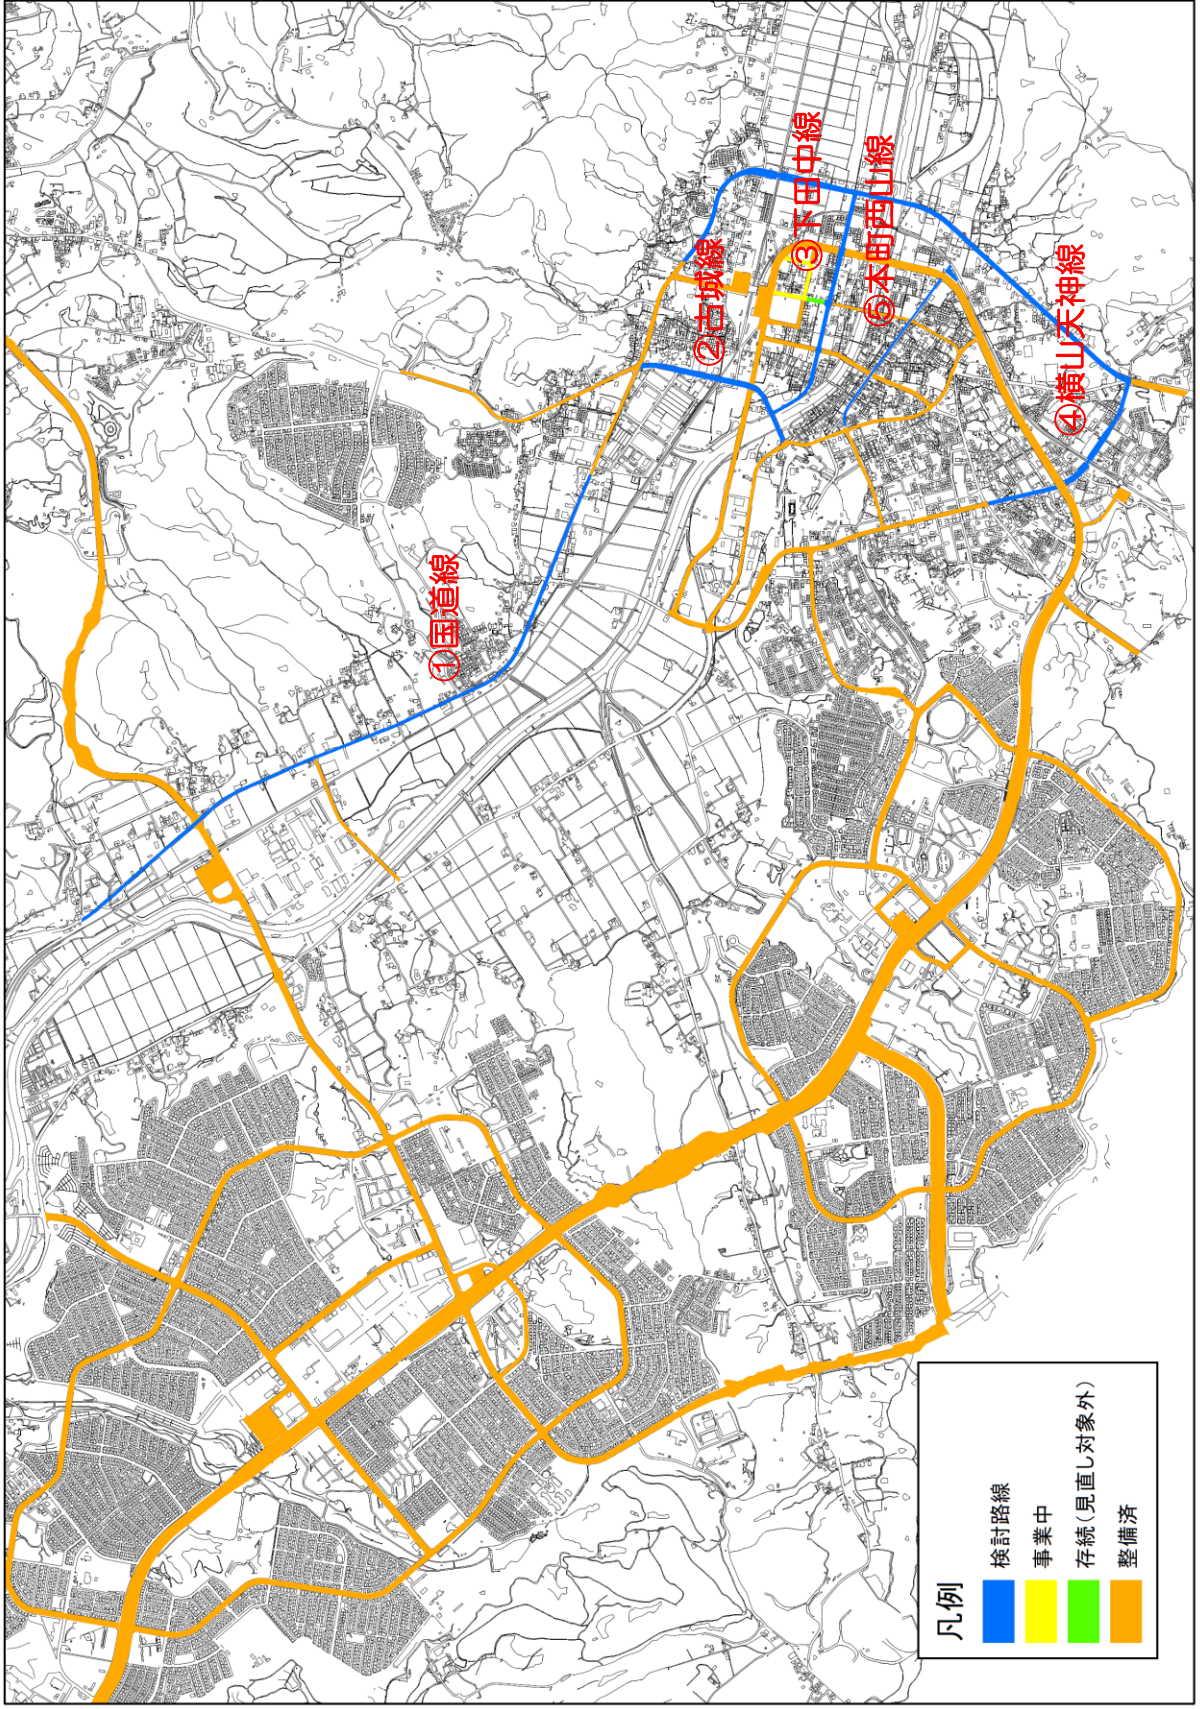 ①国道線
②古城線
③下田中線
④横山天神線
⑤本町西山線
凡例
検討路線
事業中
存続(見直し対象外)
整備済